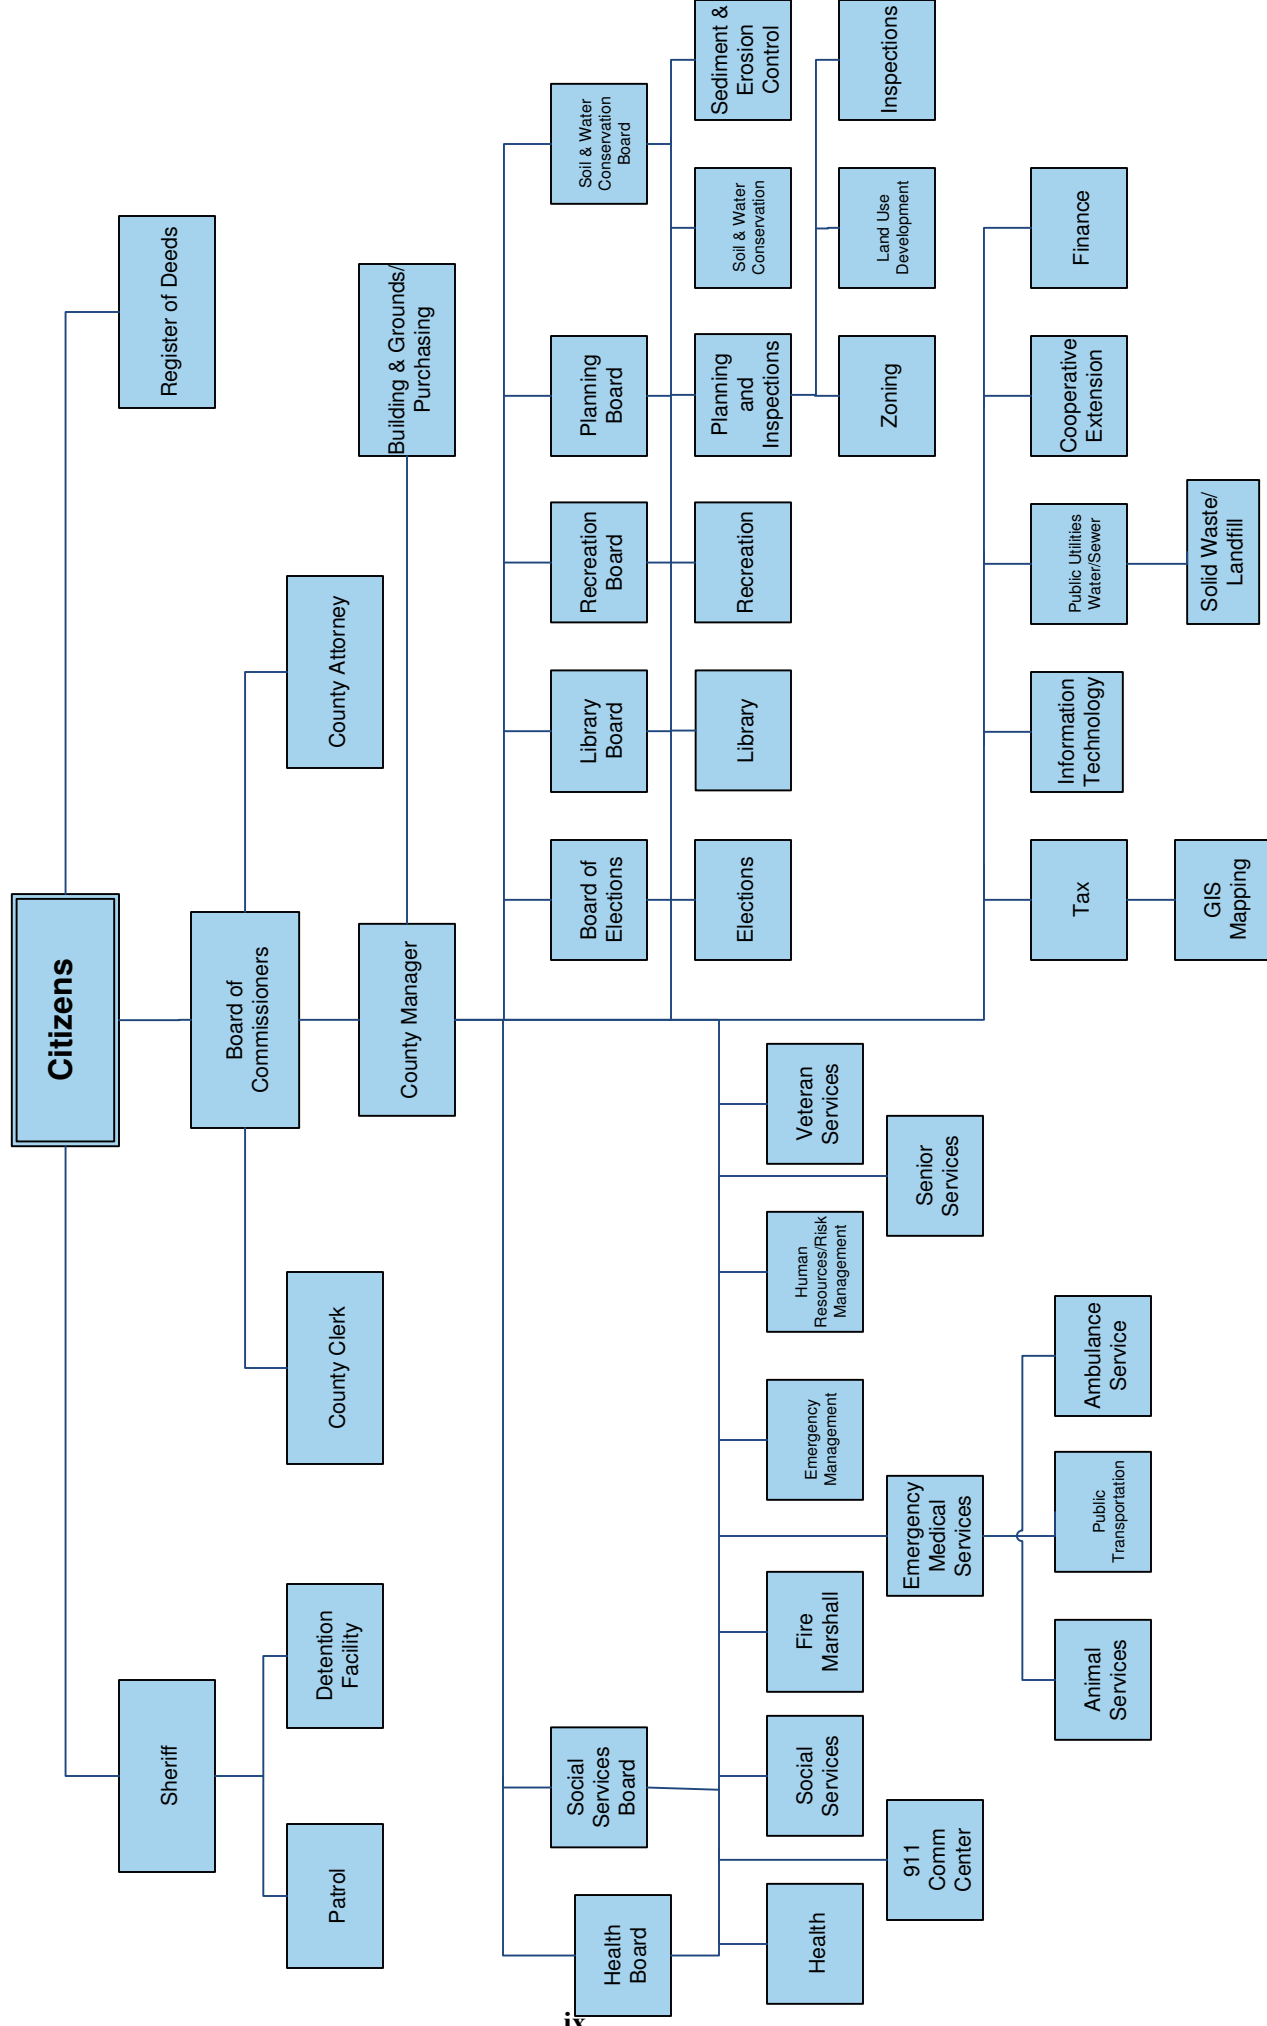 Citizens
Sheriff
Register of Deeds
Board of
Commissioners
Patrol
Detention
Facility
County Clerk
County Attorney
County Manager
Building & Grounds/
Purchasing
Health
Board
Social
Services
Board
Board of
Elections
Library
Board
Recreation
Board
Planning
Board
Soil & Water
Conservation
Board
Elections
Library
Recreation
Planning
and
Inspections
Soil & Water
Conservation
Sediment &
Erosion
Control
Health
Social
Services
Fire
Marshall
Emergency
Management
Human
Resources/Risk
Management
Veteran
Services
Zoning
Land Use
Development
Inspections
911
Comm
Center
Emergency
Medical
Services
Senior
Services
Animal
Services
Public
Transportation
Ambulance
Service
Tax
Information
Technology
Public Utilities
Water/Sewer
Cooperative
Extension
Finance
GIS
Mapping
Solid Waste/
Landfill
ix